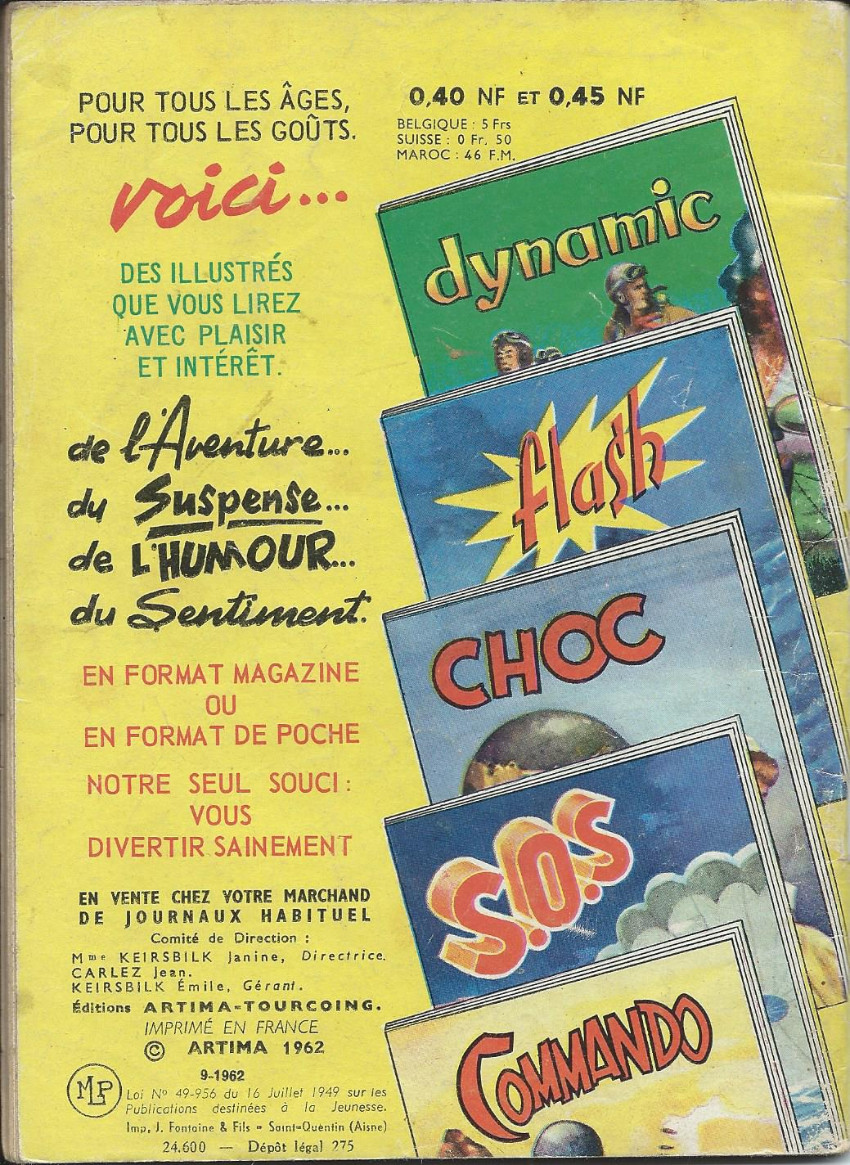 POUR TOUS LES ÂGES,
POUR TOUS LES GOÛTS.
voici...
DES ILLUSTRÉS
QUE VOUS LIREZ
AVEC PLAISIR
ET INTÉRÊT.
de l'Aventure...
du Suspense...
de L'HUMOUR...
du Sentiment.
EN FORMAT MAGAZINE
OU
EN FORMAT DE POCHE
NOTRE SEUL SOUCI :
VOUS
DIVERTIR SAINEMENT
EN VENTE CHEZ VOTRE MARCHAND
DE JOURNAUX HABITUEL
Comité de Direction :
Mme KEIRSBILK Janine, Directrice.
CARLEZ Jean.
KEIRSBILK Émile, Gérant.
Éditions ARTIMA-TOURCOING.
IMPRIMÉ EN FRANCE
© ARTIMA 1962
9-1962
MLP
Loi N° 49-956 du 16 Juillet 1949 sur les
Publications destinées à la Jeunesse.
Imp. J. Fontaine & Fils - Saint-Quentin (Aisne)
24.600 — Dépôt légal 275
0,40 NF ET 0,45 NF
BELGIQUE : 5 Frs
SUISSE : 0 Fr. 50
MAROC : 46 F.M.
dynamic
flash
CHOC
S.O.S
COMMANDO